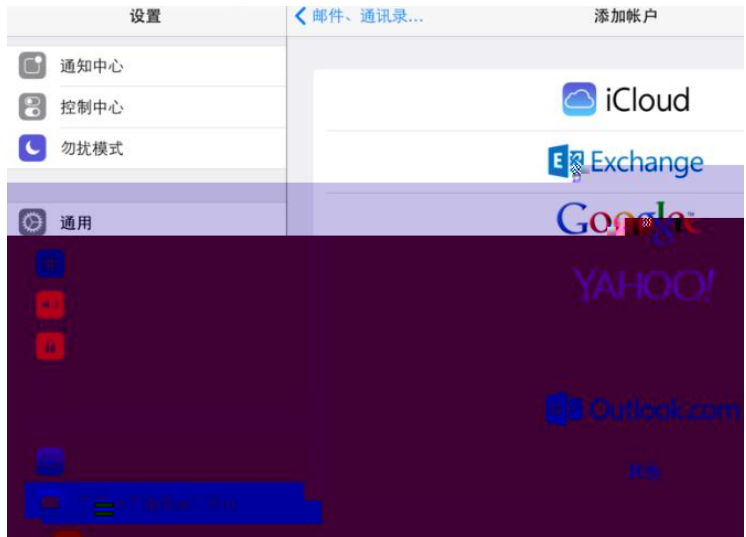 设置
邮件、通讯录...
添加帐户
通知中心
控制中心
勿扰模式
通用
iCloud
Exchange
Google
YAHOO!
Outlook.com
其他